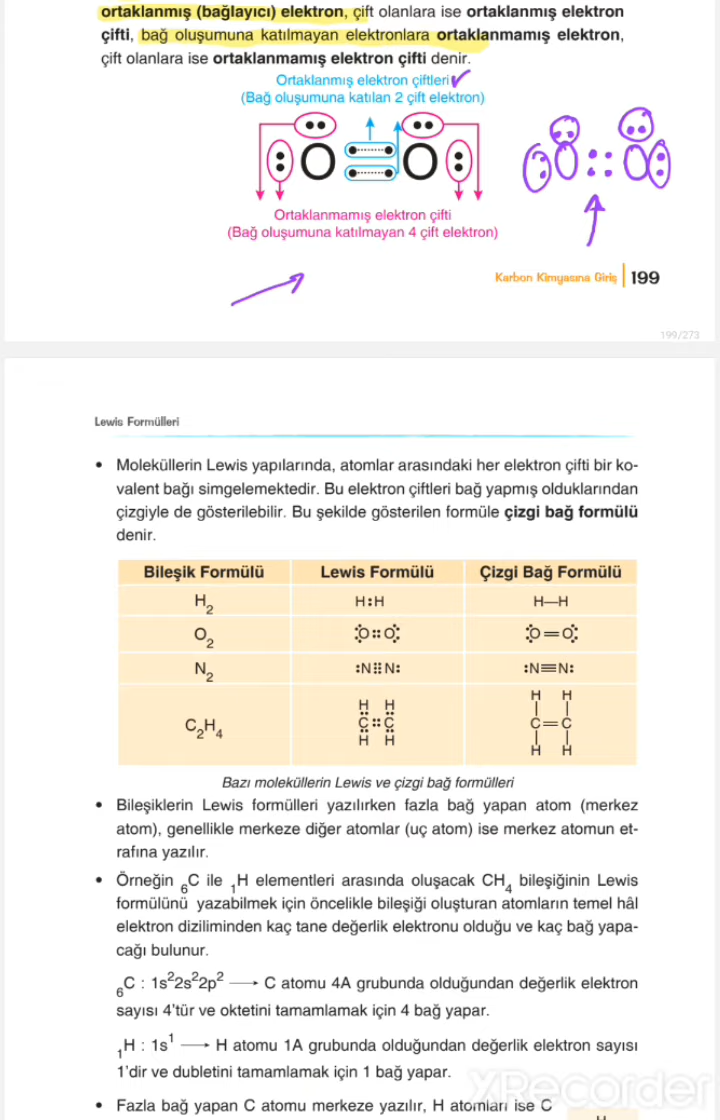 ortaklanmış (bağlayıcı) elektron, çift olanlara ise ortaklanmış elektron
çifti, bağ oluşumuna katılmayan elektronlara ortaklanmamış elektron,
çift olanlara ise ortaklanmamış elektron çifti denir.
Ortaklanmış elektron çiftleri
(Bağ oluşumuna katılan 2 çift elektron)
O O
O :: O
Ortaklanmamış elektron çifti
(Bağ oluşumuna katılmayan 4 çift elektron)
Karbon Kimyasına Giriş 199
199/273
Lewis Formülleri
• Moleküllerin Lewis yapılarında, atomlar arasındaki her elektron çifti bir ko-
valent bağı simgelemektedir. Bu elektron çiftleri bağ yapmış olduklarından
çizgiyle de gösterilebilir. Bu şekilde gösterilen formüle çizgi bağ formülü
denir.
Bileşik Formülü Lewis Formülü Çizgi Bağ Formülü
H₂ H:H H—H
O₂ O::O O=O
N₂ :N⋮⋮N: :N≡N:
H H H H
C₂H₄ C::C C=C
H H H H
Bazı moleküllerin Lewis ve çizgi bağ formülleri
• Bileşiklerin Lewis formülleri yazılırken fazla bağ yapan atom (merkez
atom), genellikle merkeze diğer atomlar (uç atom) ise merkez atomun et-
rafına yazılır.
• Örneğin ₆C ile ₁H elementleri arasında oluşacak CH₄ bileşiğinin Lewis
formülünü yazabilmek için öncelikle bileşiği oluşturan atomların temel hâl
elektron diziliminden kaç tane değerlik elektronu olduğu ve kaç bağ yapa-
cağı bulunur.
₆C : 1s²2s²2p² → C atomu 4A grubunda olduğundan değerlik elektron
sayısı 4'tür ve oktetini tamamlamak için 4 bağ yapar.
₁H : 1s¹ → H atomu 1A grubunda olduğundan değerlik elektron sayısı
1'dir ve dubletini tamamlamak için 1 bağ yapar.
• Fazla bağ yapan C atomu merkeze yazılır, H atomları ise C
H
XRecorder